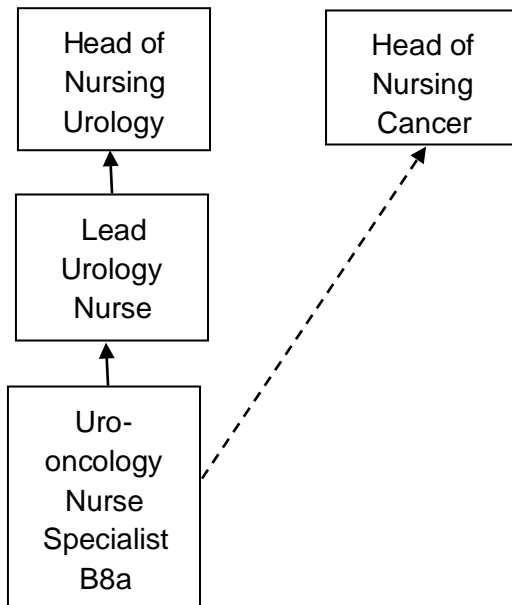 Head of
Nursing
Urology
Head of
Nursing
Cancer
Lead
Urology
Nurse
Uro-
oncology
Nurse
Specialist
B8a